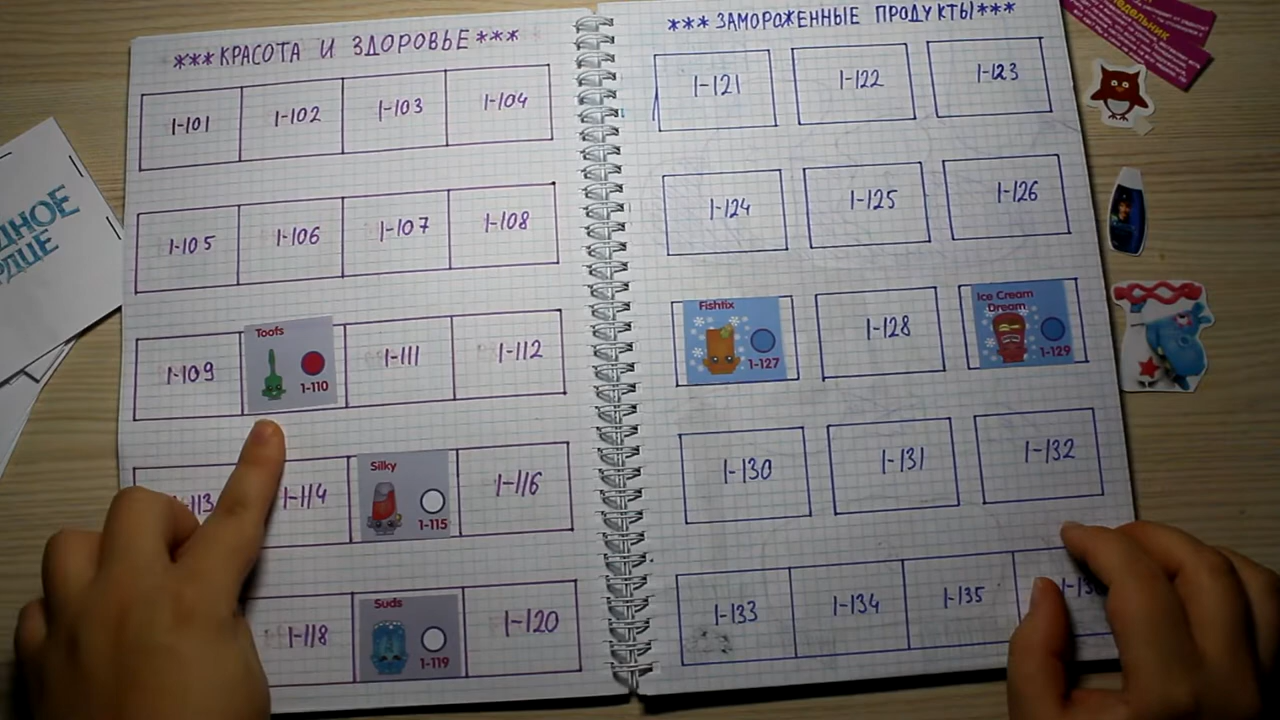 ***КРАСОТА И ЗДОРОВЬЕ***
1-101 1-102 1-103 1-104
1-105 1-106 1-107 1-108
1-109
Toofs
1-110
1-111 1-112
1-113 1-114
Silky
1-115
1-116
1-118
Suds
1-119
1-120
***ЗАМОРОЖЕННЫЕ ПРОДУКТЫ***
1-121 1-122 1-123
1-124 1-125 1-126
Fishtix
1-127
1-128
Ice Cream
Dream
1-129
1-130 1-131 1-132
1-133 1-134 1-135